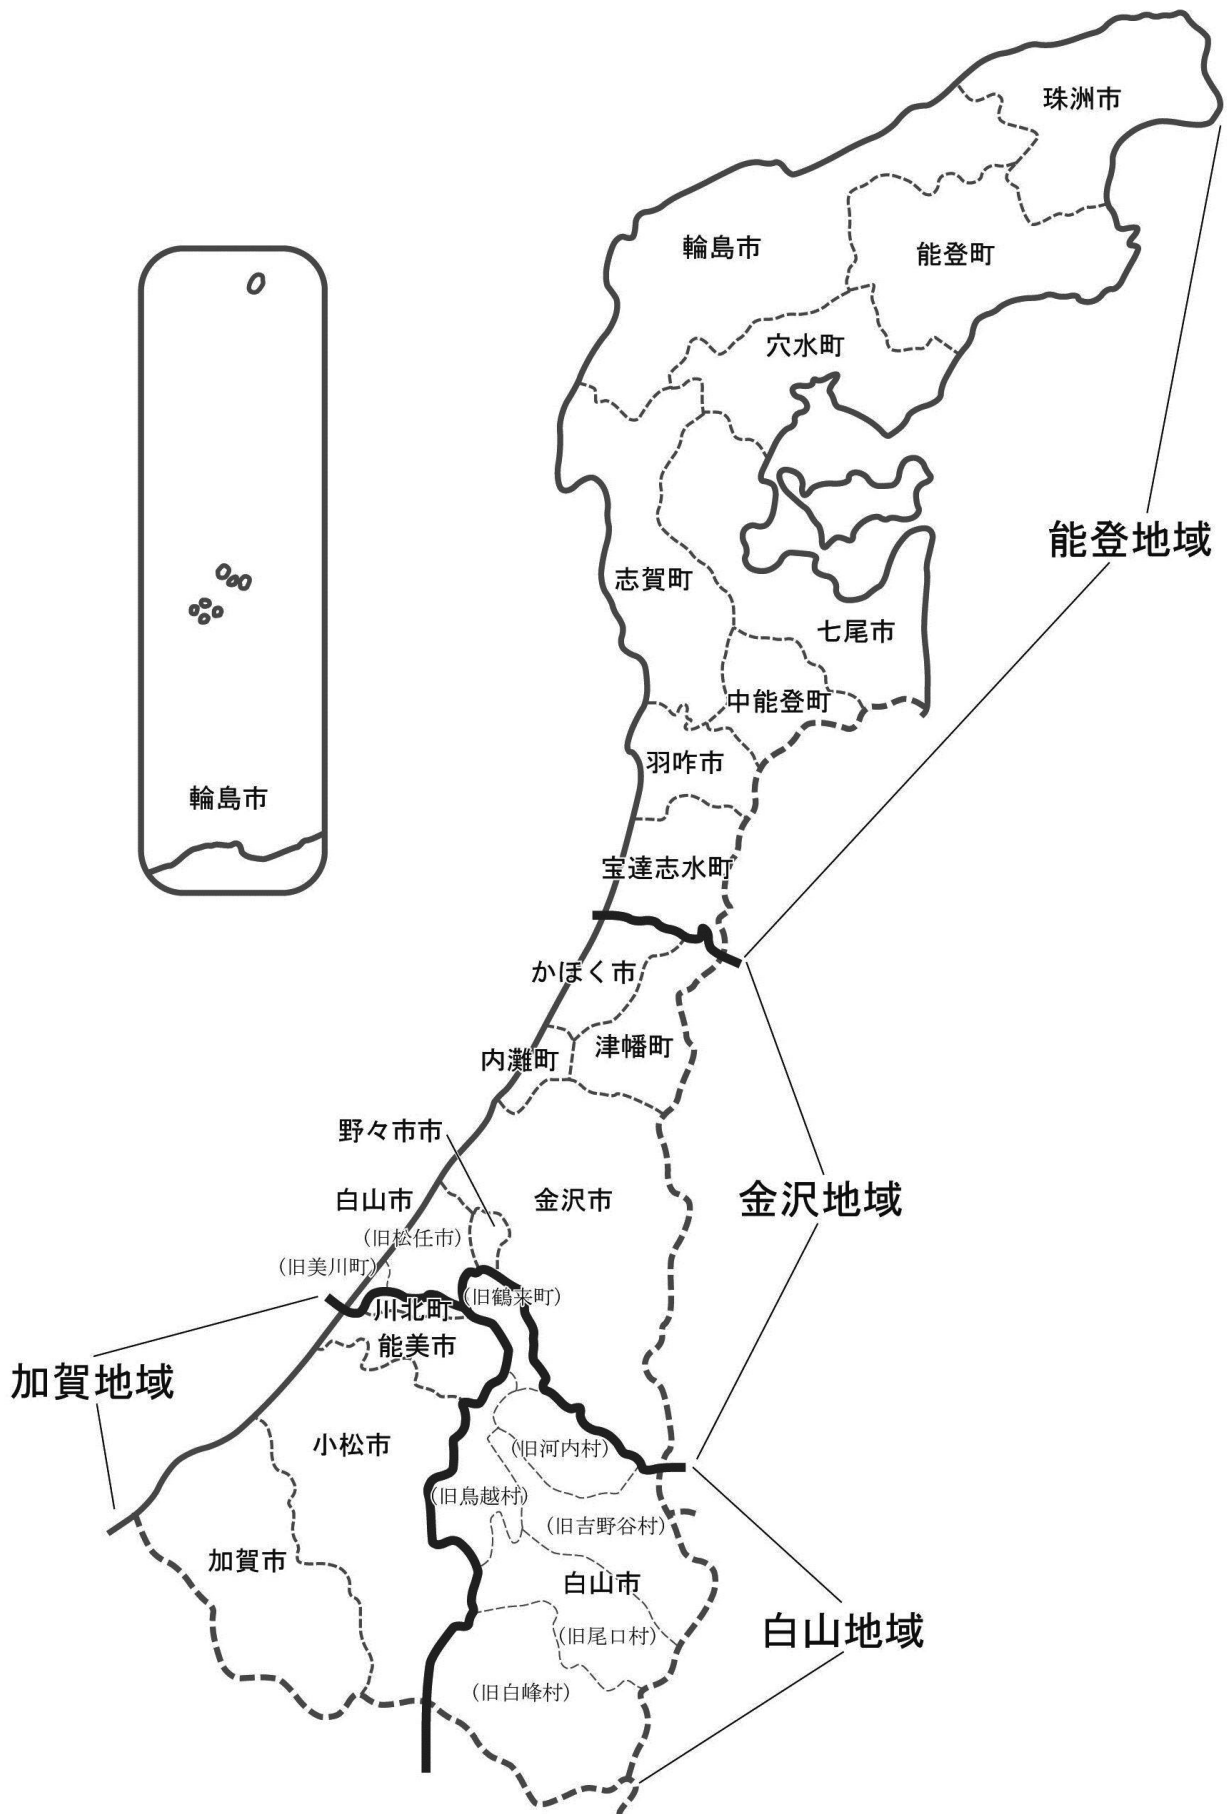 珠洲市
輪島市
能登町
穴水町
能登地域
志賀町
七尾市
中能登町
羽咋市
輪島市
宝達志水町
かほく市
内灘町
津幡町
野々市市
白山市
金沢市
金沢地域
(旧松任市)
(旧美川町)
(旧鶴来町)
川北町
能美市
加賀地域
小松市
(旧河内村)
(旧鳥越村)
(旧吉野谷村)
加賀市
白山市
白山地域
(旧尾口村)
(旧白峰村)